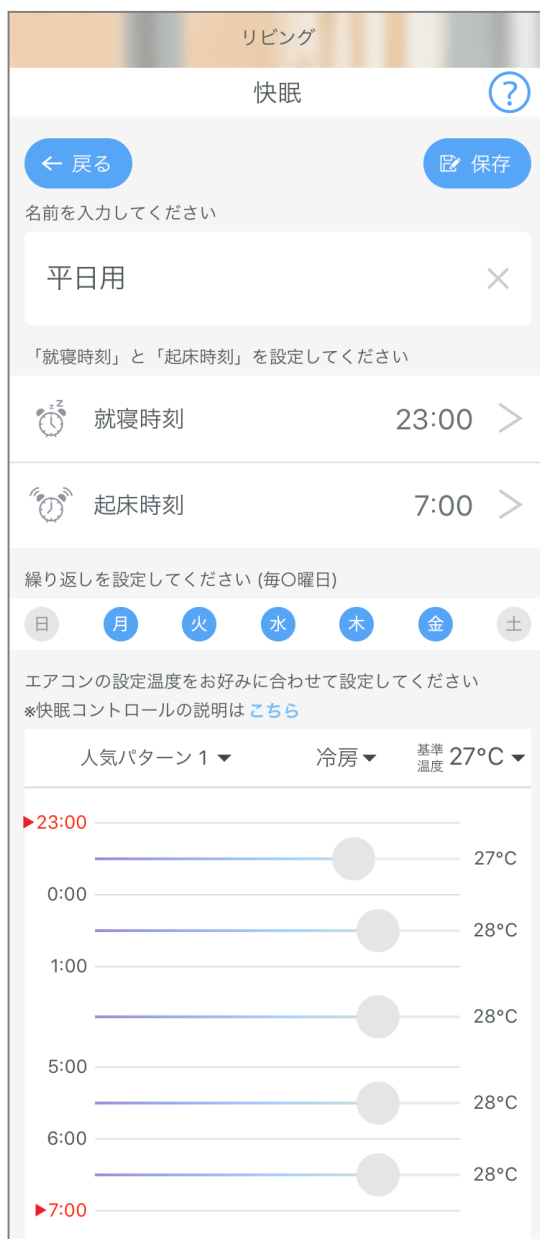 リビング
快眠
?
← 戻る
保存
名前を入力してください
平日用
「就寝時刻」と「起床時刻」を設定してください
就寝時刻 23:00
起床時刻 7:00
繰り返しを設定してください (毎〇曜日)
日 月 火 水 木 金 土
エアコンの設定温度をお好みに合わせて設定してください
※快眠コントロールの説明は こちら
人気パターン 1 ▼ 冷房▼ 基準温度 27°C ▼
▶23:00
27°C
0:00
28°C
1:00
28°C
5:00
28°C
6:00
28°C
▶7:00